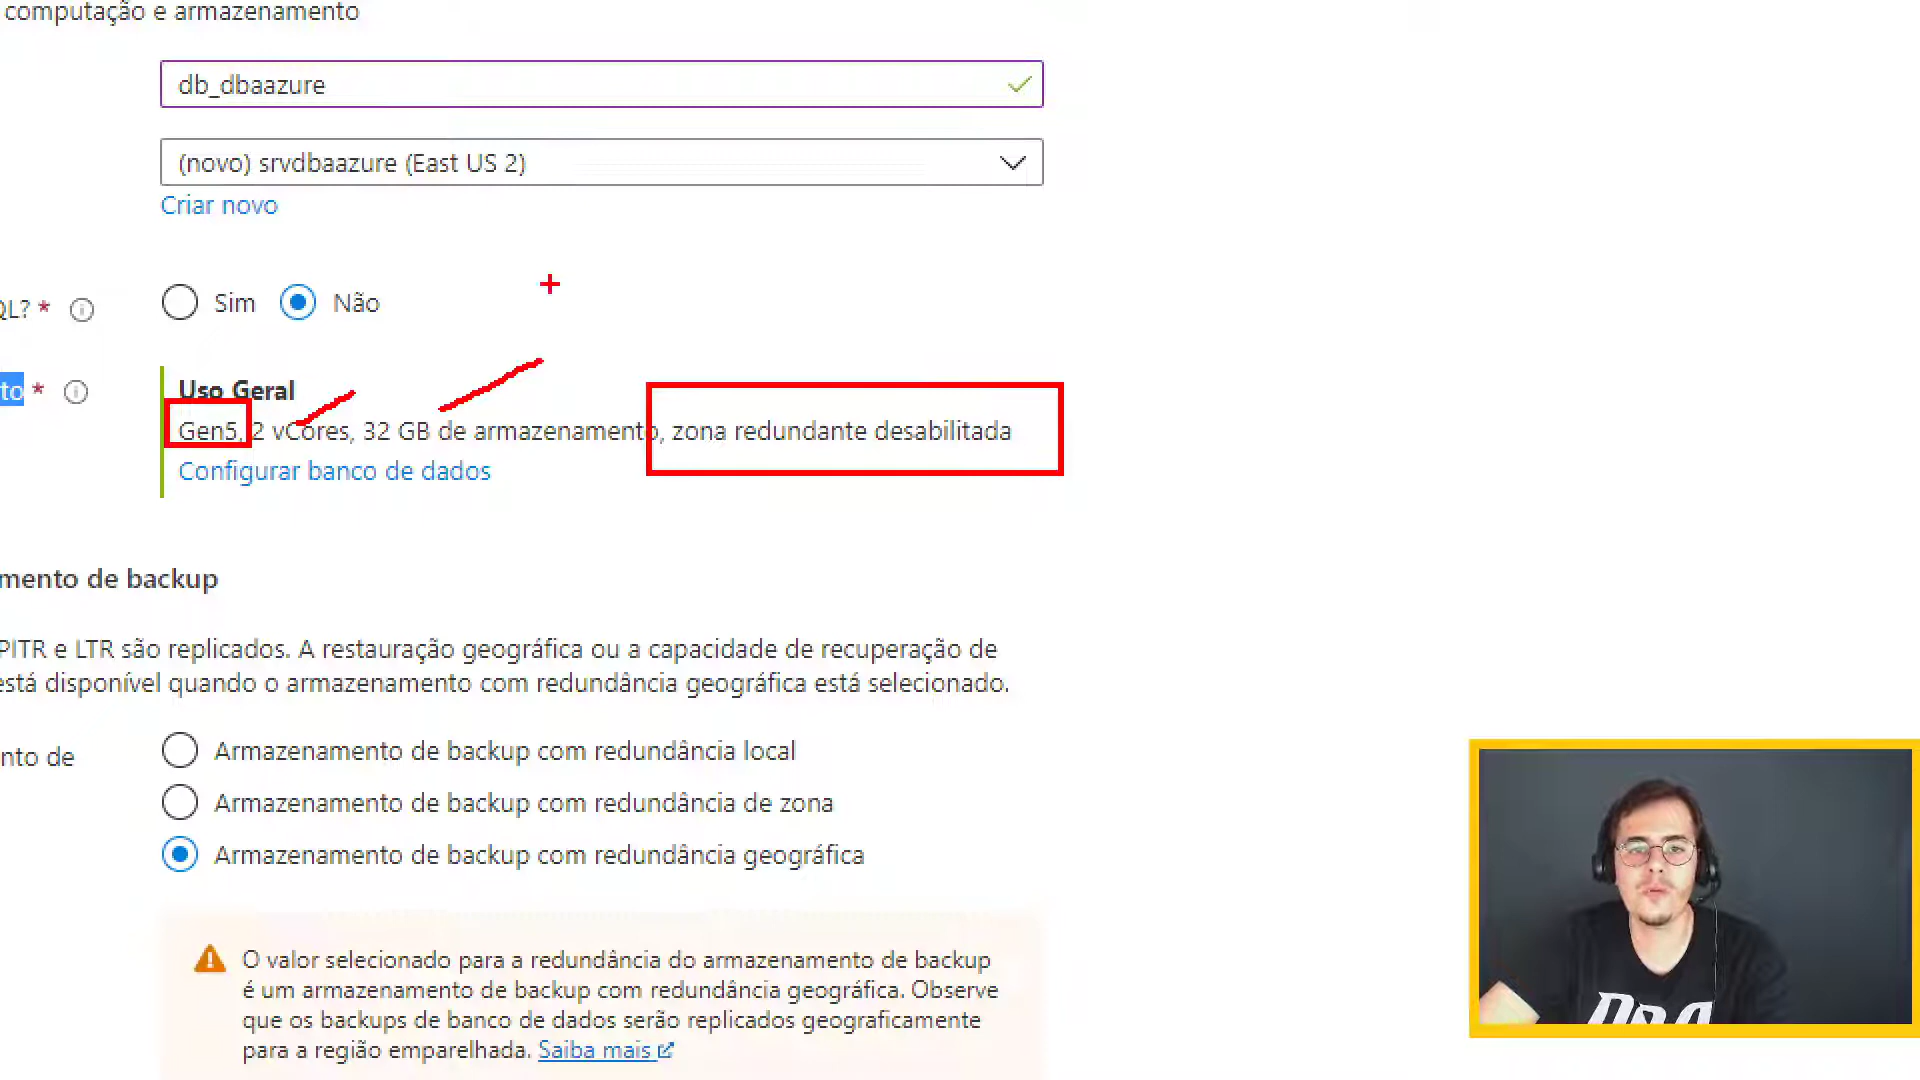 computação e armazenamento
db_dbaazure
(novo) srvdbaazure (East US 2)
Criar novo
QL? * Sim Não
to * Uso Geral
Gen5, 2 vCores, 32 GB de armazenamento, zona redundante desabilitada
Configurar banco de dados
mento de backup
PITR e LTR são replicados. A restauração geográfica ou a capacidade de recuperação de
está disponível quando o armazenamento com redundância geográfica está selecionado.
nto de
Armazenamento de backup com redundância local
Armazenamento de backup com redundância de zona
Armazenamento de backup com redundância geográfica
O valor selecionado para a redundância do armazenamento de backup
é um armazenamento de backup com redundância geográfica. Observe
que os backups de banco de dados serão replicados geograficamente
para a região emparelhada. Saiba mais